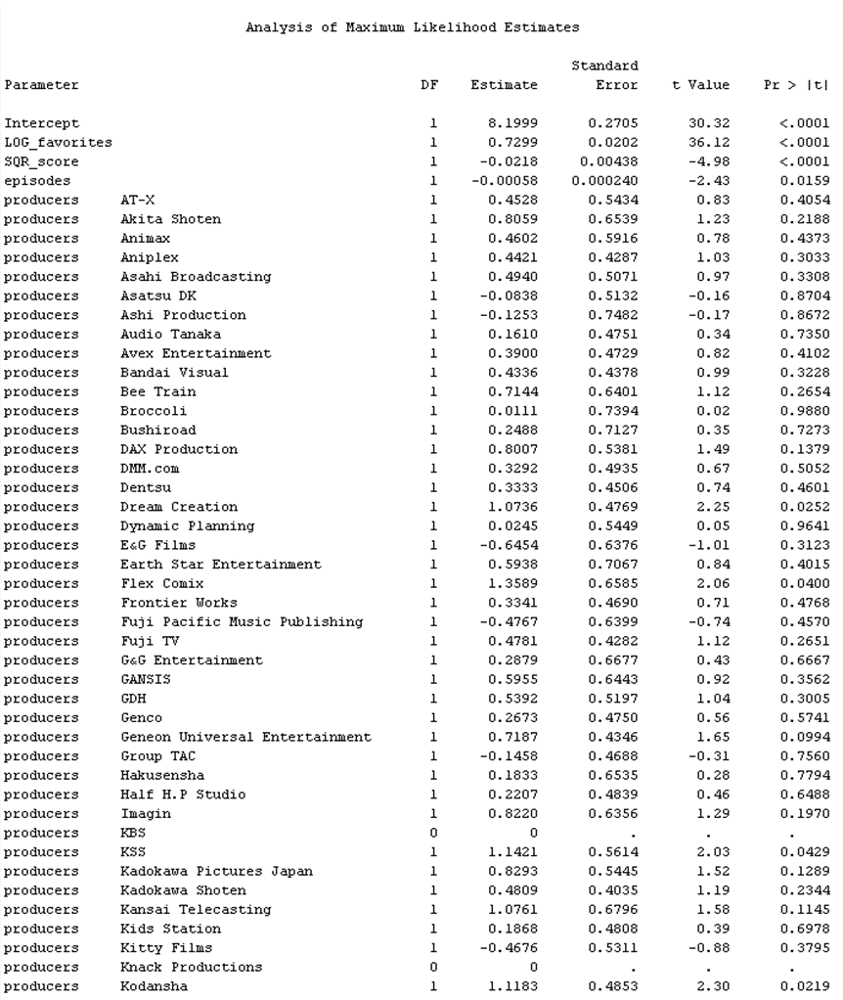 Analysis of Maximum Likelihood Estimates
Standard
Parameter DF Estimate Error t Value Pr > |t|
Intercept 1 8.1999 0.2705 30.32 <.0001
LOG_favorites 1 0.7299 0.0202 36.12 <.0001
SQR_score 1 -0.0218 0.00438 -4.98 <.0001
episodes 1 -0.00058 0.000240 -2.43 0.0159
producers AT-X 1 0.4528 0.5434 0.83 0.4054
producers Akita Shoten 1 0.8059 0.6539 1.23 0.2188
producers Animax 1 0.4602 0.5916 0.78 0.4373
producers Aniplex 1 0.4421 0.4287 1.03 0.3033
producers Asahi Broadcasting 1 0.4940 0.5071 0.97 0.3308
producers Asatsu DK 1 -0.0838 0.5132 -0.16 0.8704
producers Ashi Production 1 -0.1253 0.7482 -0.17 0.8672
producers Audio Tanaka 1 0.1610 0.4751 0.34 0.7350
producers Avex Entertainment 1 0.3900 0.4729 0.82 0.4102
producers Bandai Visual 1 0.4336 0.4378 0.99 0.3228
producers Bee Train 1 0.7144 0.6401 1.12 0.2654
producers Broccoli 1 0.0111 0.7394 0.02 0.9880
producers Bushiroad 1 0.2488 0.7127 0.35 0.7273
producers DAX Production 1 0.8007 0.5381 1.49 0.1379
producers DMM.com 1 0.3292 0.4935 0.67 0.5052
producers Dentsu 1 0.3333 0.4506 0.74 0.4601
producers Dream Creation 1 1.0736 0.4769 2.25 0.0252
producers Dynamic Planning 1 0.0245 0.5449 0.05 0.9641
producers E&G Films 1 -0.6454 0.6376 -1.01 0.3123
producers Earth Star Entertainment 1 0.5938 0.7067 0.84 0.4015
producers Flex Comix 1 1.3589 0.6585 2.06 0.0400
producers Frontier Works 1 0.3341 0.4690 0.71 0.4768
producers Fuji Pacific Music Publishing 1 -0.4767 0.6399 -0.74 0.4570
producers Fuji TV 1 0.4781 0.4282 1.12 0.2651
producers G&G Entertainment 1 0.2879 0.6677 0.43 0.6667
producers GANSIS 1 0.5955 0.6443 0.92 0.3562
producers GDH 1 0.5392 0.5197 1.04 0.3005
producers Genco 1 0.2673 0.4750 0.56 0.5741
producers Geneon Universal Entertainment 1 0.7187 0.4346 1.65 0.0994
producers Group TAC 1 -0.1458 0.4688 -0.31 0.7560
producers Hakusensha 1 0.1833 0.6535 0.28 0.7794
producers Half H.P Studio 1 0.2207 0.4839 0.46 0.6488
producers Imagin 1 0.8220 0.6356 1.29 0.1970
producers KBS 0 0 . . .
producers KSS 1 1.1421 0.5614 2.03 0.0429
producers Kadokawa Pictures Japan 1 0.8293 0.5445 1.52 0.1289
producers Kadokawa Shoten 1 0.4809 0.4035 1.19 0.2344
producers Kansai Telecasting 1 1.0761 0.6796 1.58 0.1145
producers Kids Station 1 0.1868 0.4808 0.39 0.6978
producers Kitty Films 1 -0.4676 0.5311 -0.88 0.3795
producers Knack Productions 0 0 . . .
producers Kodansha 1 1.1183 0.4853 2.30 0.0219